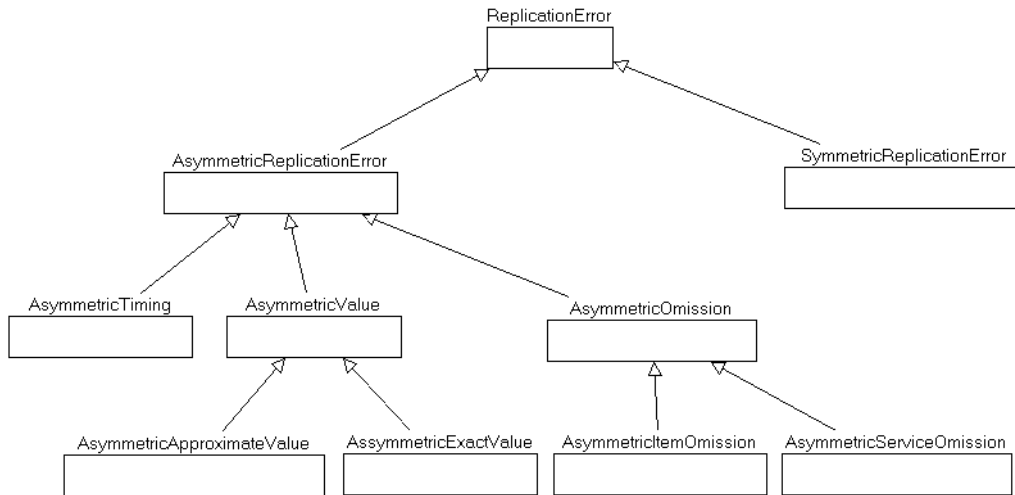 ReplicationError
AsymmetricReplicationError
SymmetricReplicationError
AsymmetricTiming
AsymmetricValue
AsymmetricOmission
AsymmetricApproximateValue
AssymmetricExactValue
AsymmetricItemOmission
AsymmetricServiceOmission